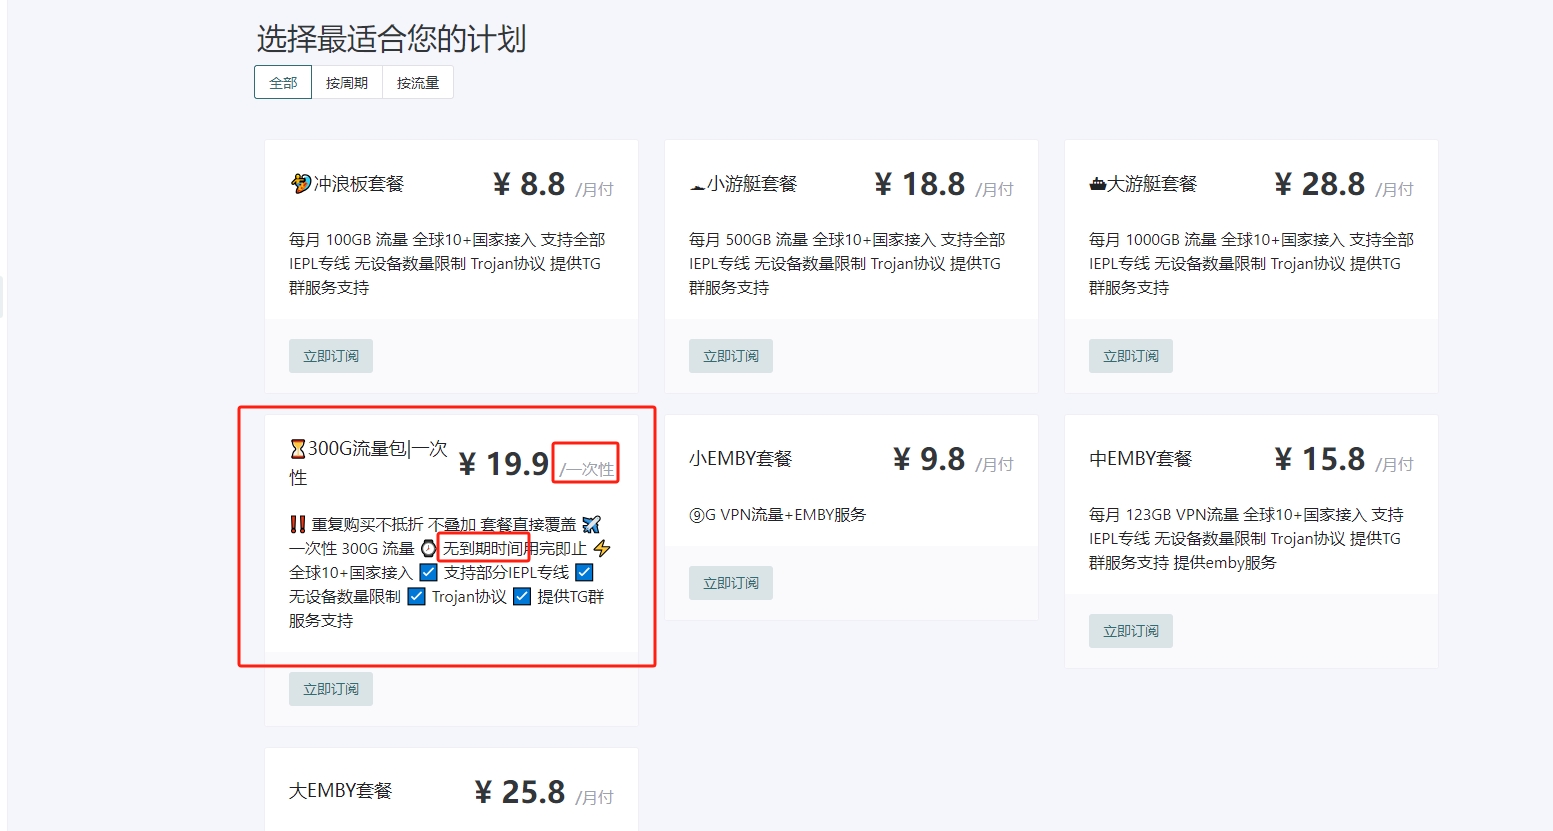 选择最适合您的计划
全部 按周期 按流量
冲浪板套餐 ¥ 8.8 /月付
每月 100GB 流量 全球10+国家接入 支持全部
IEPL专线 无设备数量限制 Trojan协议 提供TG
群服务支持
立即订阅
小游艇套餐 ¥ 18.8 /月付
每月 500GB 流量 全球10+国家接入 支持全部
IEPL专线 无设备数量限制 Trojan协议 提供TG
群服务支持
立即订阅
大游艇套餐 ¥ 28.8 /月付
每月 1000GB 流量 全球10+国家接入 支持全部
IEPL专线 无设备数量限制 Trojan协议 提供TG
群服务支持
立即订阅
⏳300G流量包|一次
性 ¥ 19.9 /一次性
‼️ 重复购买不抵折 不叠加 套餐直接覆盖 ✈️
一次性 300G 流量 ⌚ 无到期时间用完即止 ⚡
全球10+国家接入 ☑️ 支持部分IEPL专线 ☑️
无设备数量限制 ☑️ Trojan协议 ☑️ 提供TG群
服务支持
立即订阅
小EMBY套餐 ¥ 9.8 /月付
⑨G VPN流量+EMBY服务
立即订阅
中EMBY套餐 ¥ 15.8 /月付
每月 123GB VPN流量 全球10+国家接入 支持
IEPL专线 无设备数量限制 Trojan协议 提供TG
群服务支持 提供emby服务
立即订阅
大EMBY套餐 ¥ 25.8 /月付